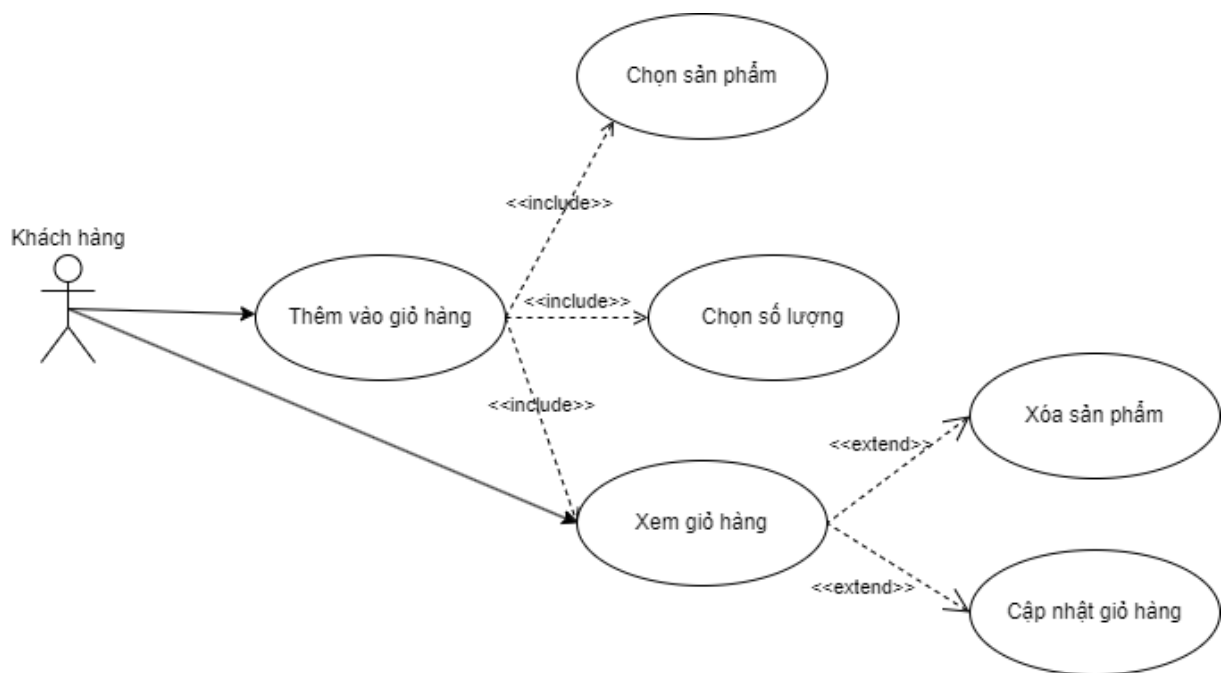 Chọn sản phẩm
<<include>>
Khách hàng
Thêm vào giỏ hàng
<<include>>
Chọn số lượng
<<include>>
Xóa sản phẩm
<<extend>>
Xem giỏ hàng
<<extend>>
Cập nhật giỏ hàng